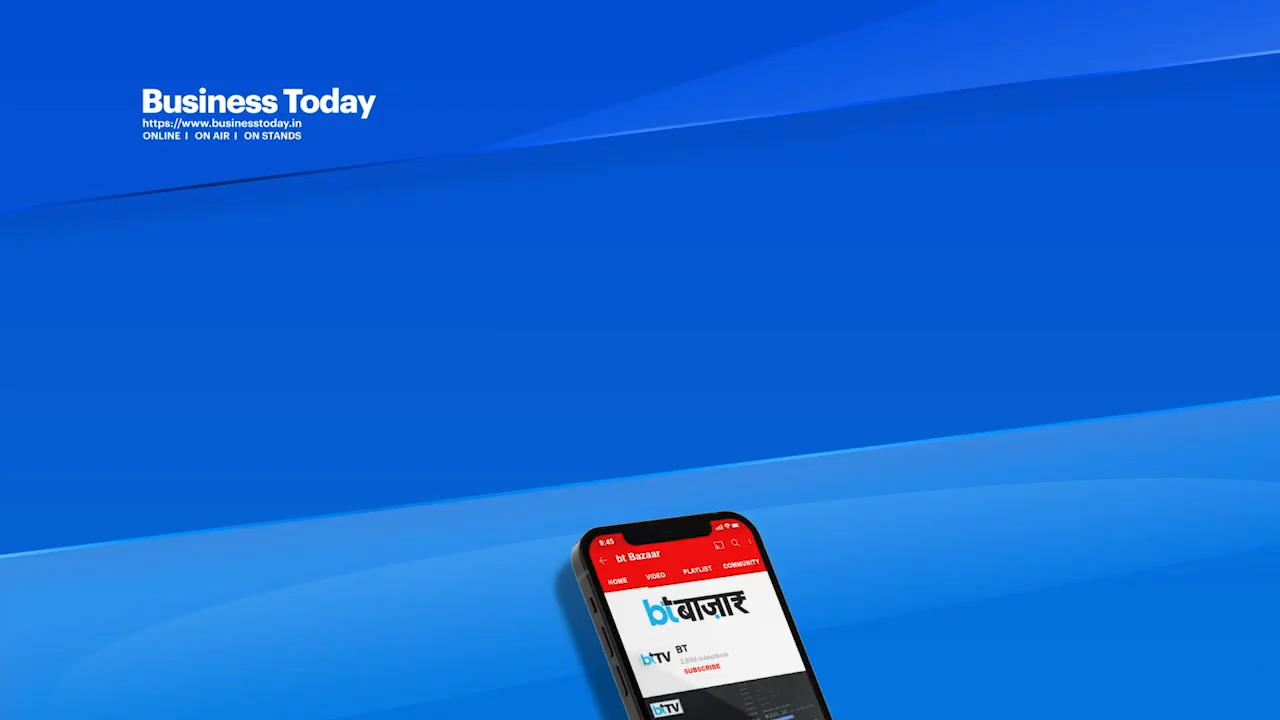 Business Today
https://www.businesstoday.in
ONLINE I ON AIR I ON STANDS
9:45
bt Bazaar
HOME VIDEO PLAYLIST COMMUNITY
btबाज़ार
btTV BT
subscribers
SUBSCRIBE
btTV